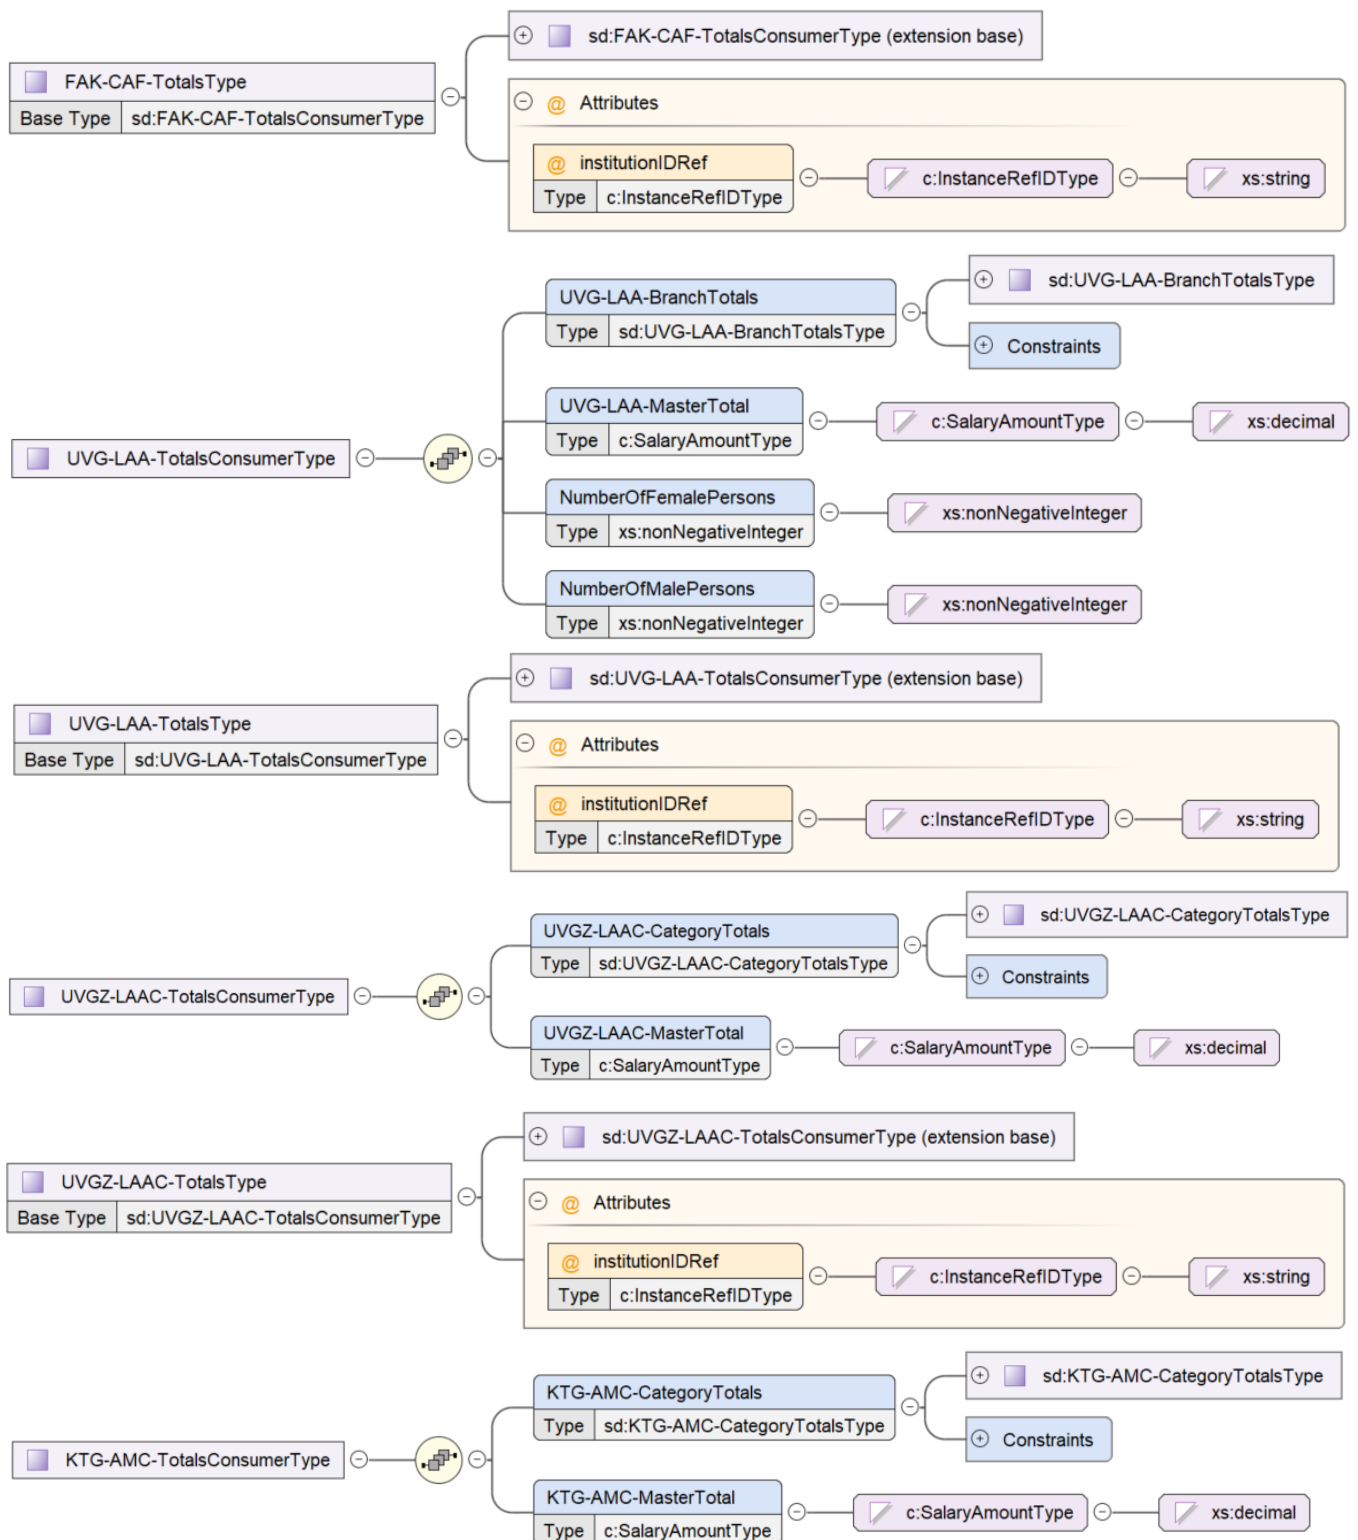 sd:FAK-CAF-TotalsConsumerType (extension base)
FAK-CAF-TotalsType
Base Type sd:FAK-CAF-TotalsConsumerType
@ Attributes
@ institutionIDRef
Type c:InstanceRefIDType
c:InstanceRefIDType
xs:string
UVG-LAA-TotalsConsumerType
UVG-LAA-BranchTotals
Type sd:UVG-LAA-BranchTotalsType
sd:UVG-LAA-BranchTotalsType
Constraints
UVG-LAA-MasterTotal
Type c:SalaryAmountType
c:SalaryAmountType
xs:decimal
NumberOfFemalePersons
Type xs:nonNegativeInteger
xs:nonNegativeInteger
NumberOfMalePersons
Type xs:nonNegativeInteger
xs:nonNegativeInteger
sd:UVG-LAA-TotalsConsumerType (extension base)
UVG-LAA-TotalsType
Base Type sd:UVG-LAA-TotalsConsumerType
@ Attributes
@ institutionIDRef
Type c:InstanceRefIDType
c:InstanceRefIDType
xs:string
UVGZ-LAAC-TotalsConsumerType
UVGZ-LAAC-CategoryTotals
Type sd:UVGZ-LAAC-CategoryTotalsType
sd:UVGZ-LAAC-CategoryTotalsType
Constraints
UVGZ-LAAC-MasterTotal
Type c:SalaryAmountType
c:SalaryAmountType
xs:decimal
sd:UVGZ-LAAC-TotalsConsumerType (extension base)
UVGZ-LAAC-TotalsType
Base Type sd:UVGZ-LAAC-TotalsConsumerType
@ Attributes
@ institutionIDRef
Type c:InstanceRefIDType
c:InstanceRefIDType
xs:string
KTG-AMC-TotalsConsumerType
KTG-AMC-CategoryTotals
Type sd:KTG-AMC-CategoryTotalsType
sd:KTG-AMC-CategoryTotalsType
Constraints
KTG-AMC-MasterTotal
Type c:SalaryAmountType
c:SalaryAmountType
xs:decimal